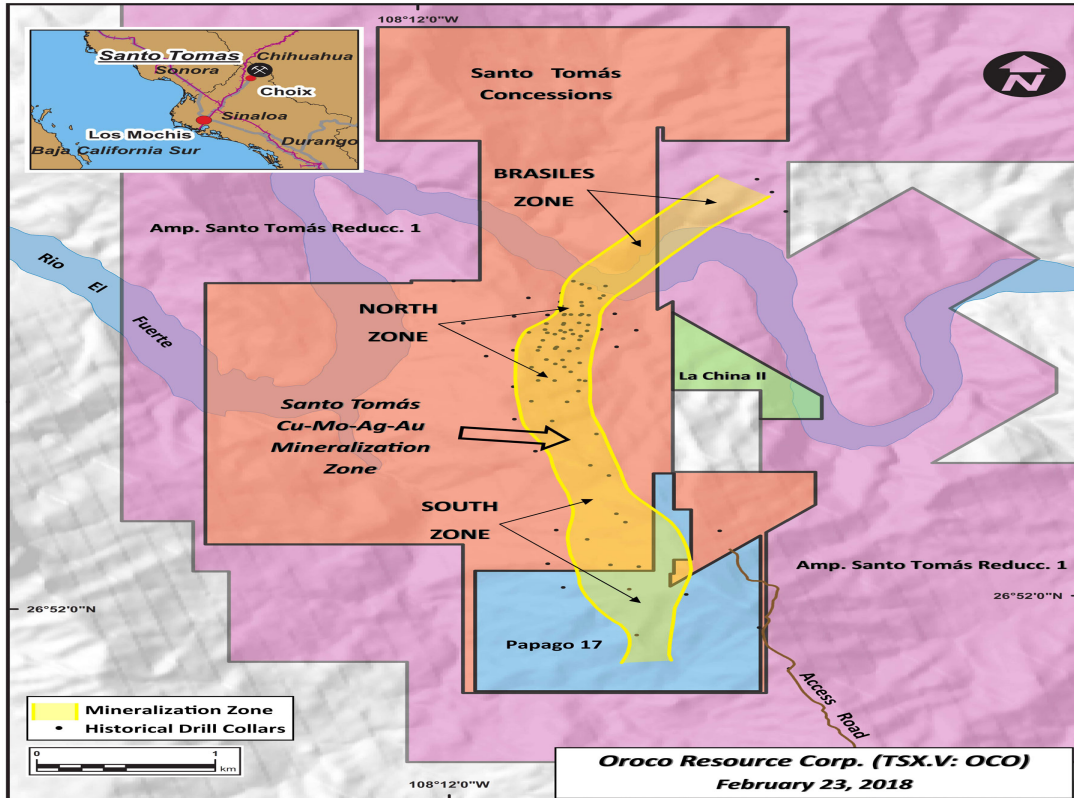 108°12'0"W
Santo Tomas
Chihuahua
Sonora
Choix
Sinaloa
Los Mochis
Durango
Baja California Sur
Santo Tomás
Concessions
N
BRASILES
ZONE
Amp. Santo Tomás Reducc. 1
Rio
El
Fuerte
NORTH
ZONE
La China II
Santo Tomás
Cu-Mo-Ag-Au
Mineralization
Zone
SOUTH
ZONE
Amp. Santo Tomás Reducc. 1
26°52'0"N
26°52'0"N
Papago 17
Access Road
Mineralization Zone
Historical Drill Collars
0 1
km
Oroco Resource Corp. (TSX.V: OCO)
February 23, 2018
108°12'0"W